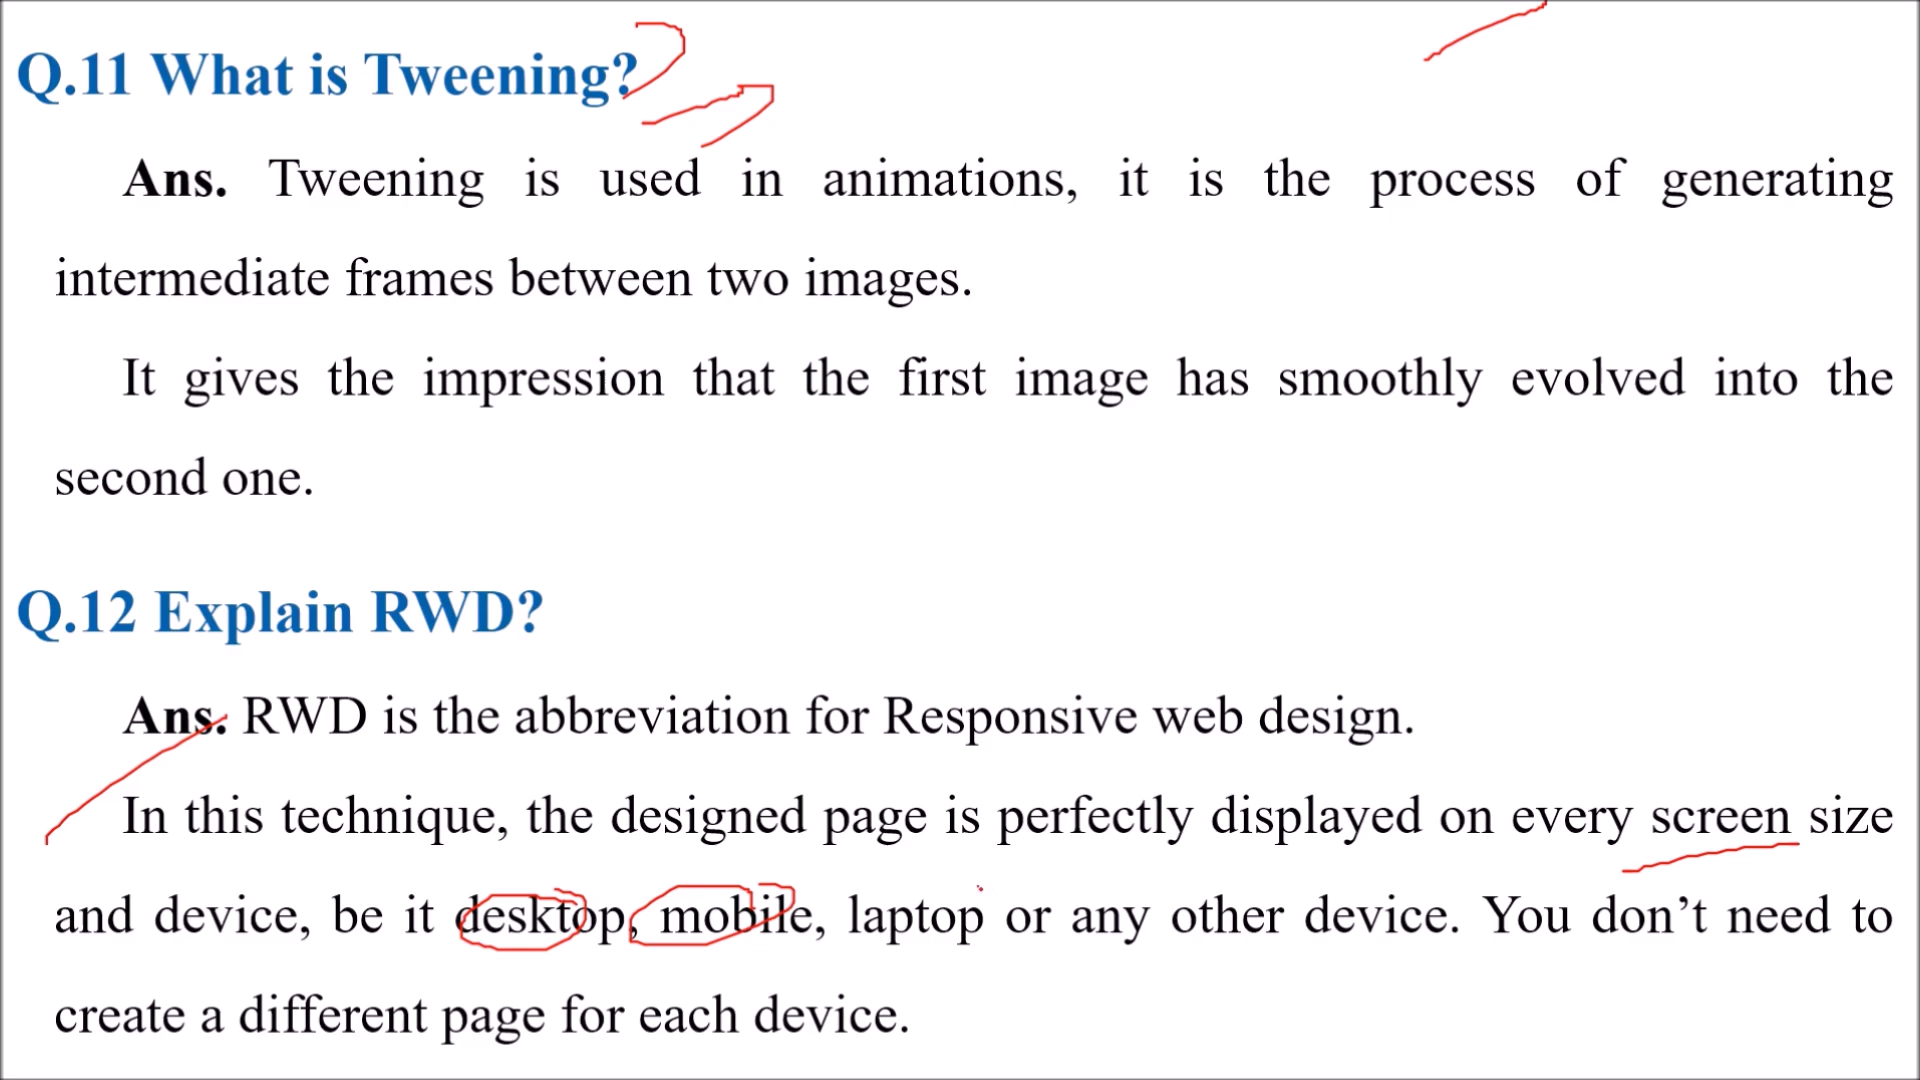 Q.11 What is Tweening?
Ans. Tweening is used in animations, it is the process of generating
intermediate frames between two images.
It gives the impression that the first image has smoothly evolved into the
second one.
Q.12 Explain RWD?
Ans. RWD is the abbreviation for Responsive web design.
In this technique, the designed page is perfectly displayed on every screen size
and device, be it desktop, mobile, laptop or any other device. You don’t need to
create a different page for each device.